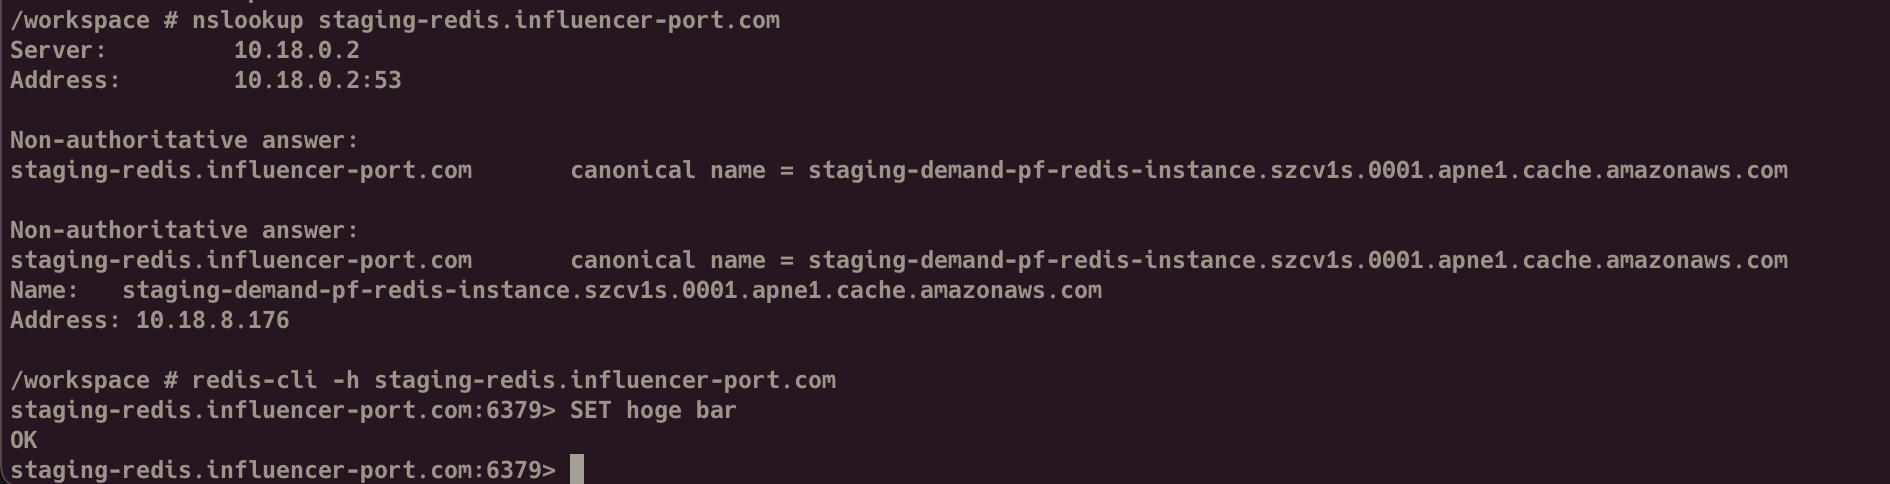 /workspace # nslookup staging-redis.influencer-port.com
Server:         10.18.0.2
Address:        10.18.0.2:53
Non-authoritative answer:
staging-redis.influencer-port.com       canonical name = staging-demand-pf-redis-instance.szcv1s.0001.apne1.cache.amazonaws.com
Non-authoritative answer:
staging-redis.influencer-port.com       canonical name = staging-demand-pf-redis-instance.szcv1s.0001.apne1.cache.amazonaws.com
Name:   staging-demand-pf-redis-instance.szcv1s.0001.apne1.cache.amazonaws.com
Address: 10.18.8.176
/workspace # redis-cli -h staging-redis.influencer-port.com
staging-redis.influencer-port.com:6379> SET hoge bar
OK
staging-redis.influencer-port.com:6379>